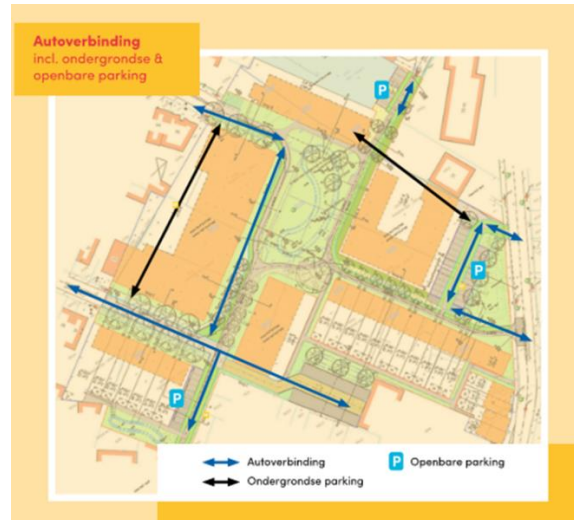 Autoverbinding
incl. ondergrondse &
openbare parking
P
P
P
Autoverbinding
P Openbare parking
Ondergrondse parking